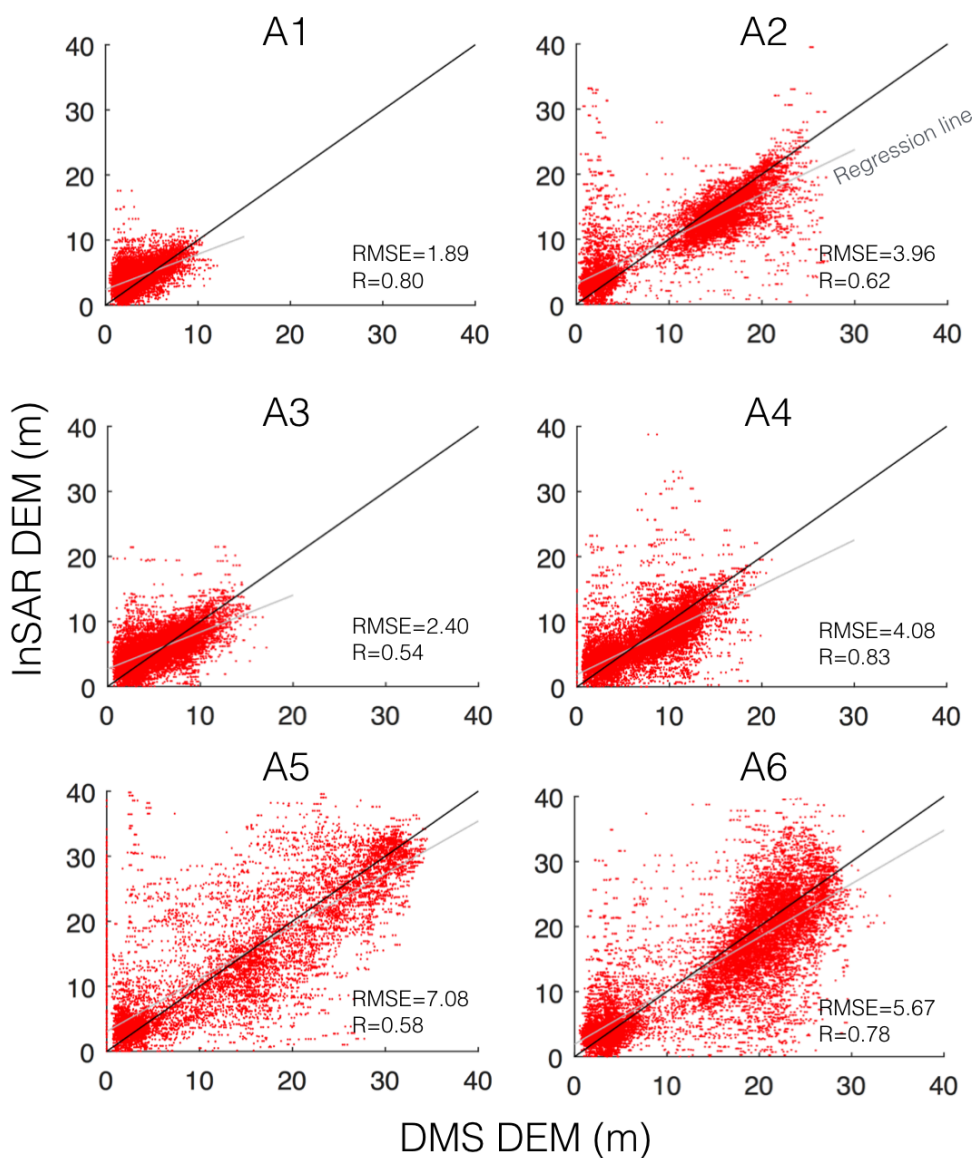 A1
40
30
20
10
0
0 10 20 30 40
RMSE=1.89
R=0.80
A2
40
30
20
10
0
0 10 20 30 40
Regression line
RMSE=3.96
R=0.62
InSAR DEM (m)
A3
40
30
20
10
0
0 10 20 30 40
RMSE=2.40
R=0.54
A4
40
30
20
10
0
0 10 20 30 40
RMSE=4.08
R=0.83
A5
40
30
20
10
0
0 10 20 30 40
RMSE=7.08
R=0.58
A6
40
30
20
10
0
0 10 20 30 40
RMSE=5.67
R=0.78
DMS DEM (m)